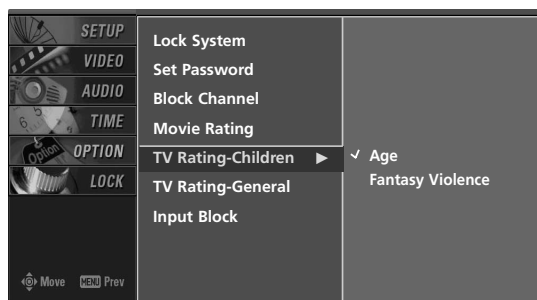 SETUP
VIDEO
AUDIO
TIME
OPTION
LOCK
Move MENU Prev
Lock System
Set Password
Block Channel
Movie Rating
TV Rating-Children
TV Rating-General
Input Block
Age
Fantasy Violence